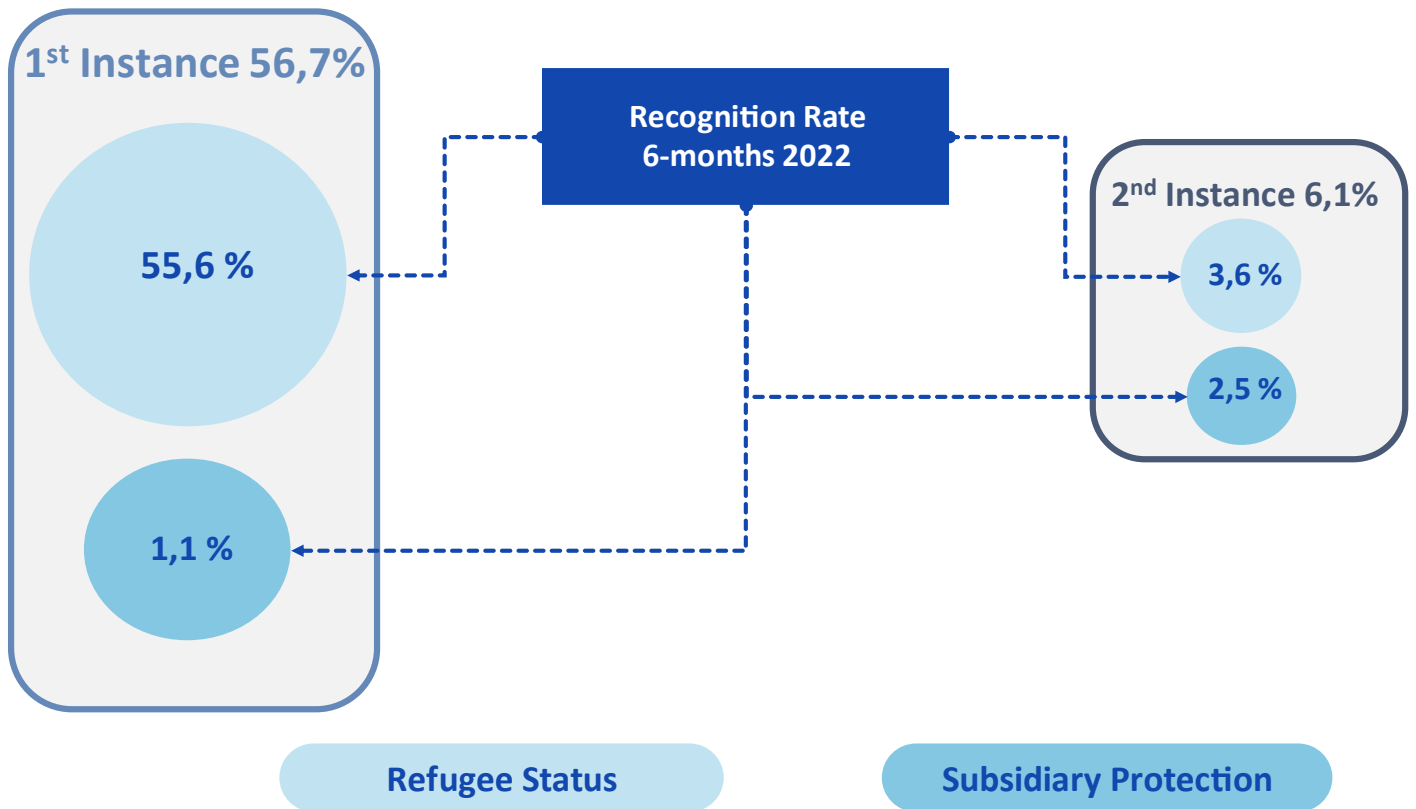 1st Instance 56,7%
55,6 %
1,1 %
Recognition Rate
6-months 2022
2nd Instance 6,1%
3,6 %
2,5 %
Refugee Status
Subsidiary Protection